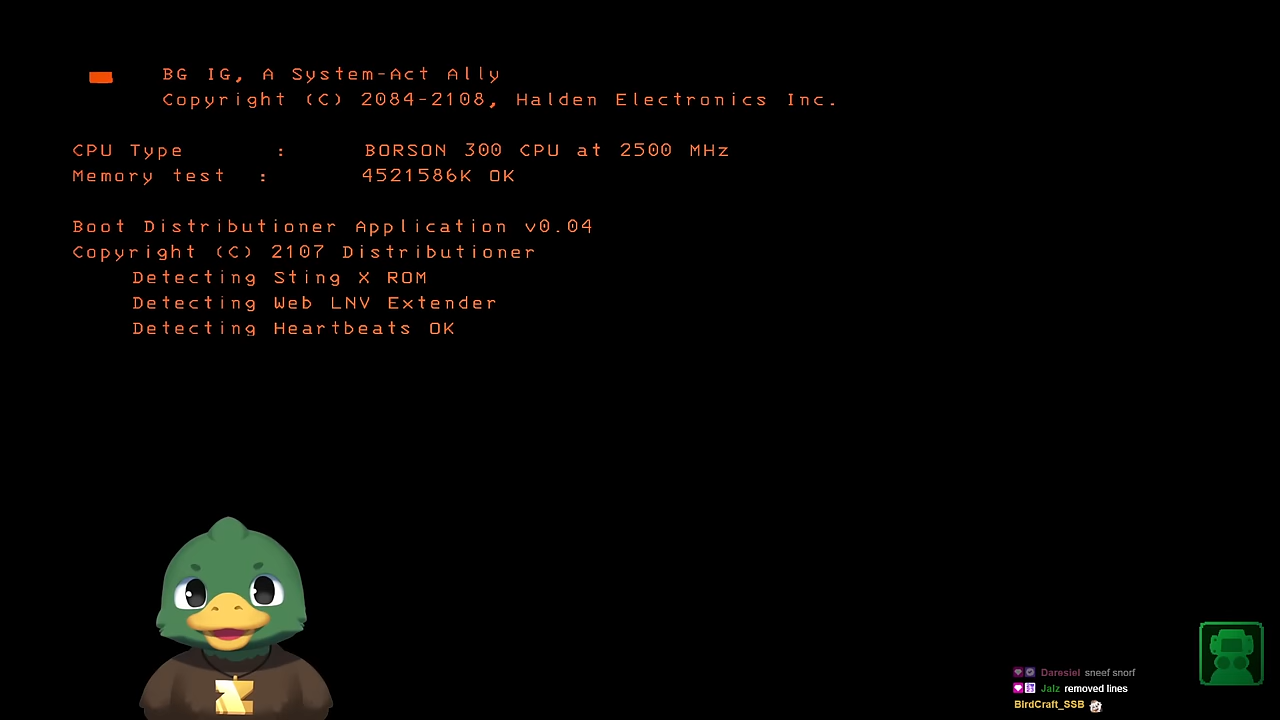 BG IG, A System-Act Ally
Copyright (C) 2084-2108, Halden Electronics Inc.
CPU Type : BORSON 300 CPU at 2500 MHz
Memory test : 4521586K OK
Boot Distributioner Application v0.04
Copyright (C) 2107 Distributioner
Detecting Sting X ROM
Detecting Web LNV Extender
Detecting Heartbeats OK
Daresiel sneef snorf
Jalz removed lines
BirdCraft_SSB